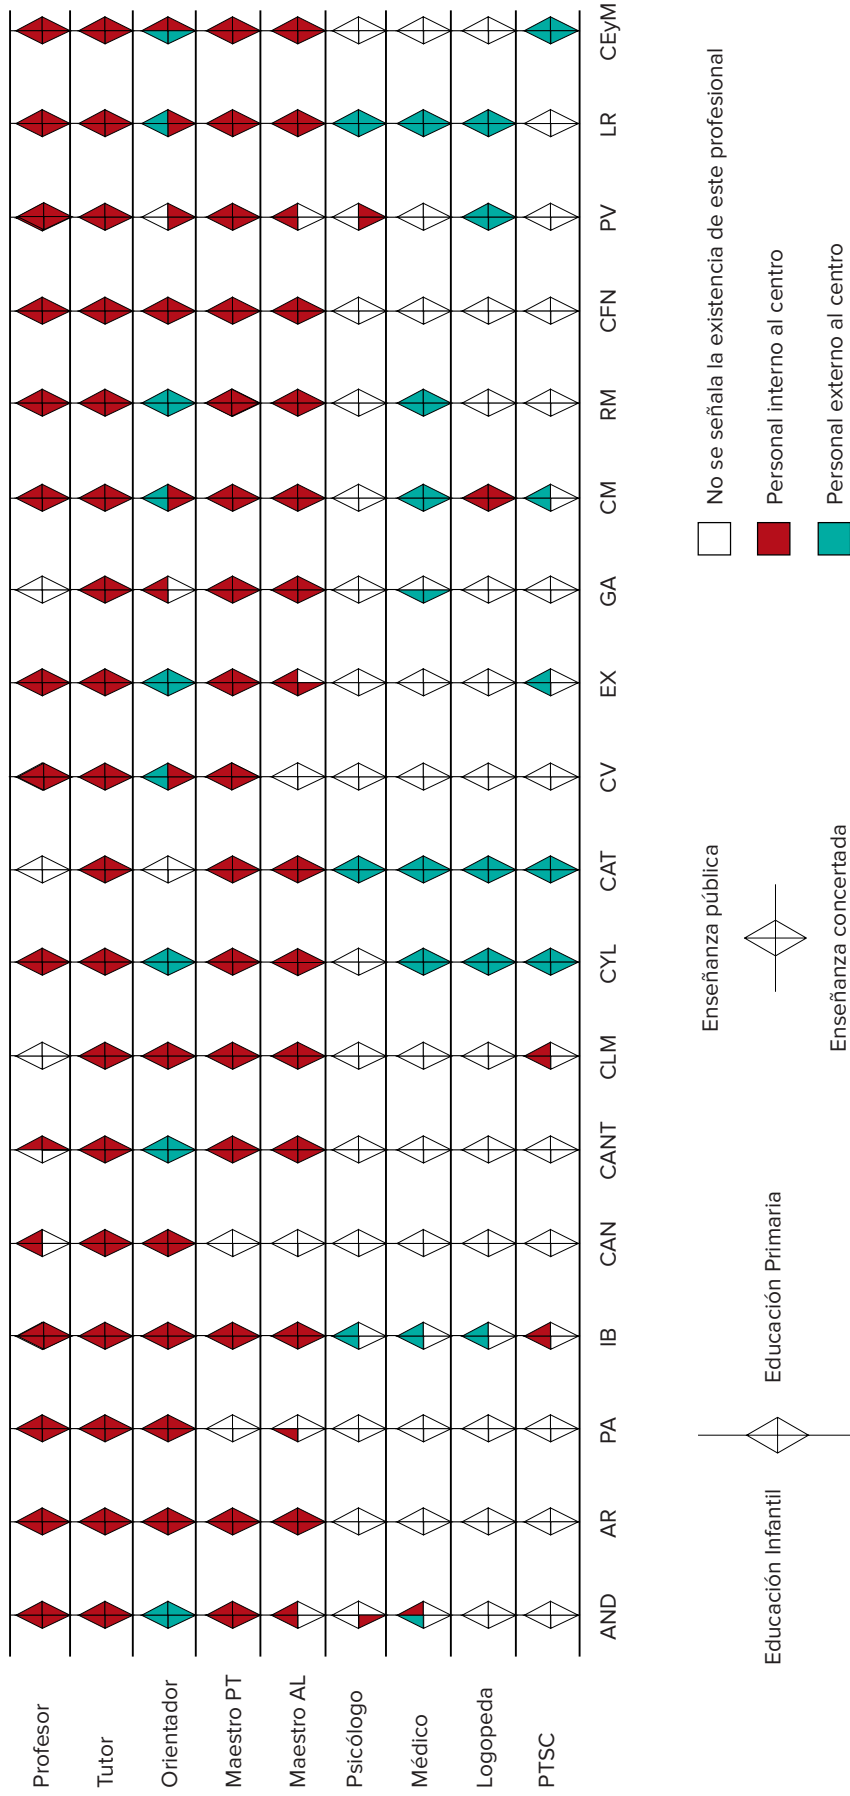 Profesor
Tutor
Orientador
Maestro PT
Maestro AL
Psicólogo
Médico
Logopeda
PTSC
AND
AR
PA
IB
CAN
CANT
CLM
CYL
CAT
CV
EX
GA
CM
RM
CFN
PV
LR
CEyM
Educación Infantil
Educación Primaria
Enseñanza pública
Enseñanza concertada
No se señala la existencia de este profesional
Personal interno al centro
Personal externo al centro